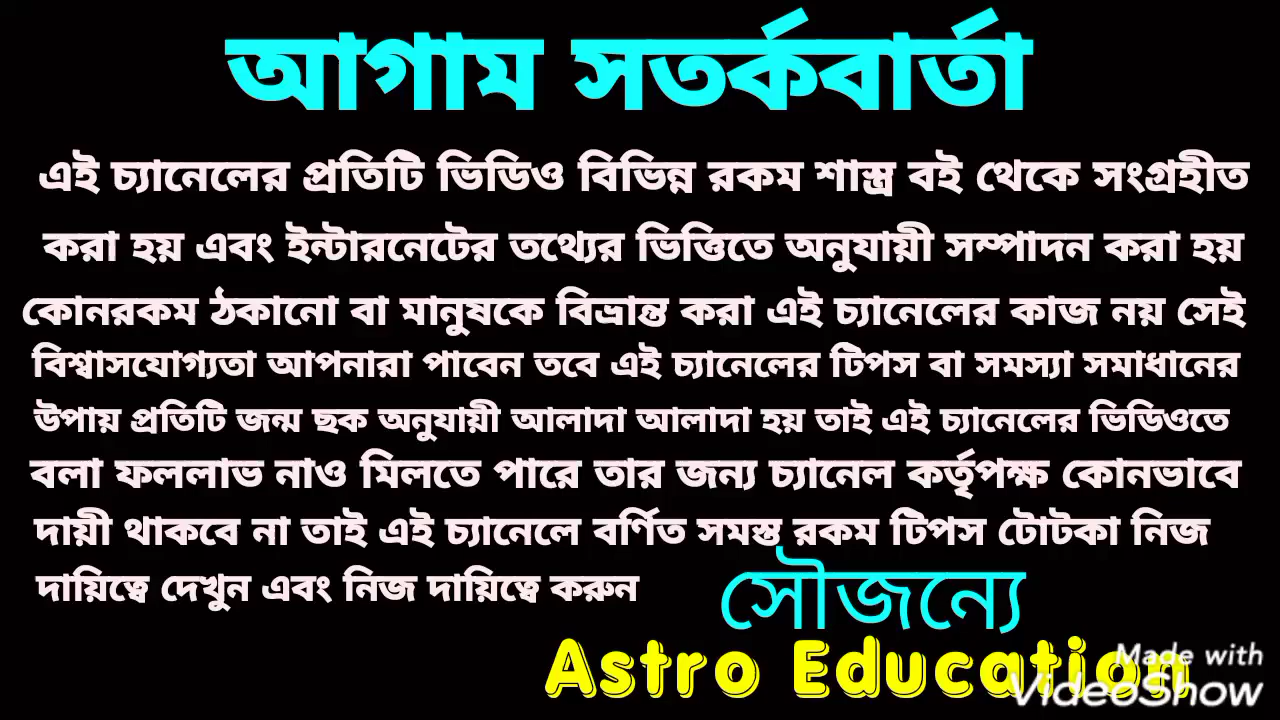 আগাম সতর্কবার্তা
এই চ্যানেলের প্রতিটি ভিডিও বিভিন্ন রকম শাস্ত্র বই থেকে সংগ্রহীত
করা হয় এবং ইন্টারনেটের তথ্যের ভিত্তিতে অনুযায়ী সম্পাদন করা হয়
কোনরকম ঠকানো বা মানুষকে বিভ্রান্ত করা এই চ্যানেলের কাজ নয় সেই
বিশ্বাসযোগ্যতা আপনারা পাবেন তবে এই চ্যানেলের টিপস বা সমস্যা সমাধানের
উপায় প্রতিটি জন্ম ছক অনুযায়ী আলাদা আলাদা হয় তাই এই চ্যানেলের ভিডিওতে
বলা ফললাভ নাও মিলতে পারে তার জন্য চ্যানেল কর্তৃপক্ষ কোনভাবে
দায়ী থাকবে না তাই এই চ্যানেলে বর্ণিত সমস্ত রকম টিপস টোটকা নিজ
দায়িত্বে দেখুন এবং নিজ দায়িত্বে করুন
সৌজন্যে
Astro Education
Made with
VideoShow